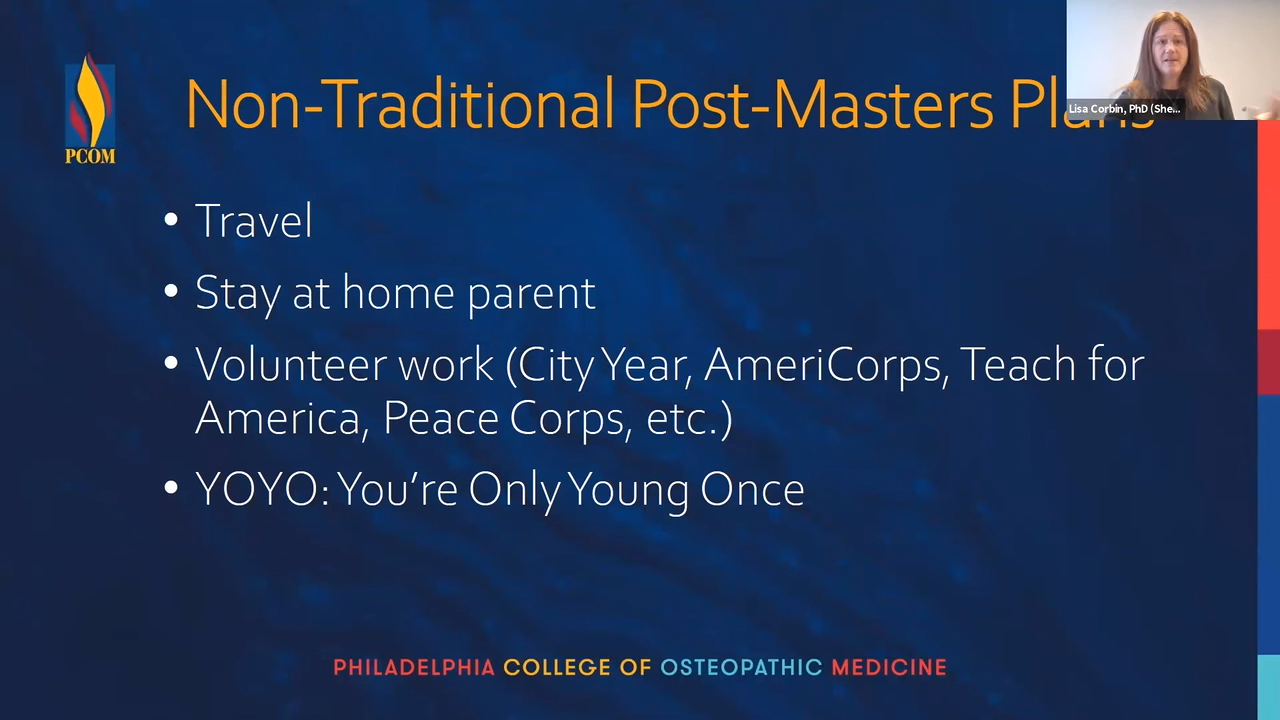 PCOM
Non-Traditional Post-Masters Plans
Lisa Corbin, PhD (She...
• Travel
• Stay at home parent
• Volunteer work (City Year, AmeriCorps, Teach for
America, Peace Corps, etc.)
• YOYO: You’re Only Young Once
PHILADELPHIA COLLEGE OF OSTEOPATHIC MEDICINE